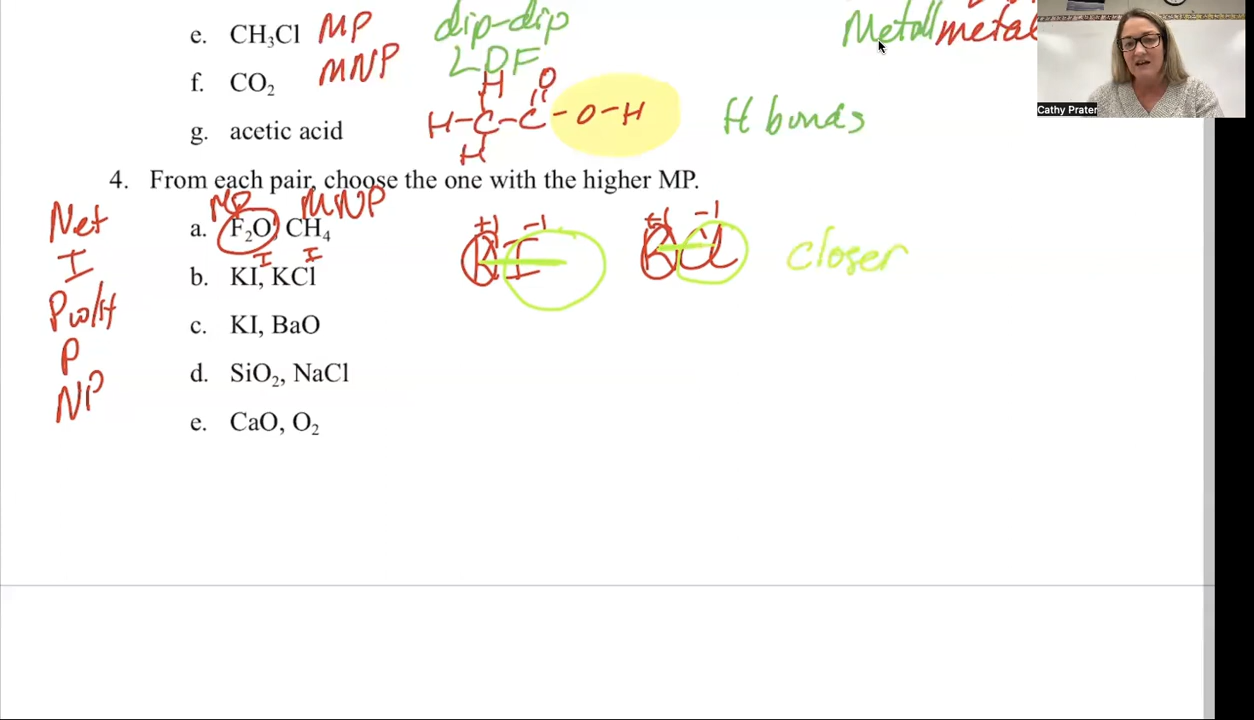 e. CH₃Cl MP dip-dip
Metall metal
f. CO₂ MNP LDF
Cathy Prater
H O
g. acetic acid H-C-C-O-H H bonds
H
4. From each pair, choose the one with the higher MP.
Net
MP MNP
a. F₂O, CH₄
+1 -1 +1 -1
I I
KI KCl closer
I
b. KI, KCl
Pw/H
c. KI, BaO
P
d. SiO₂, NaCl
NP
e. CaO, O₂